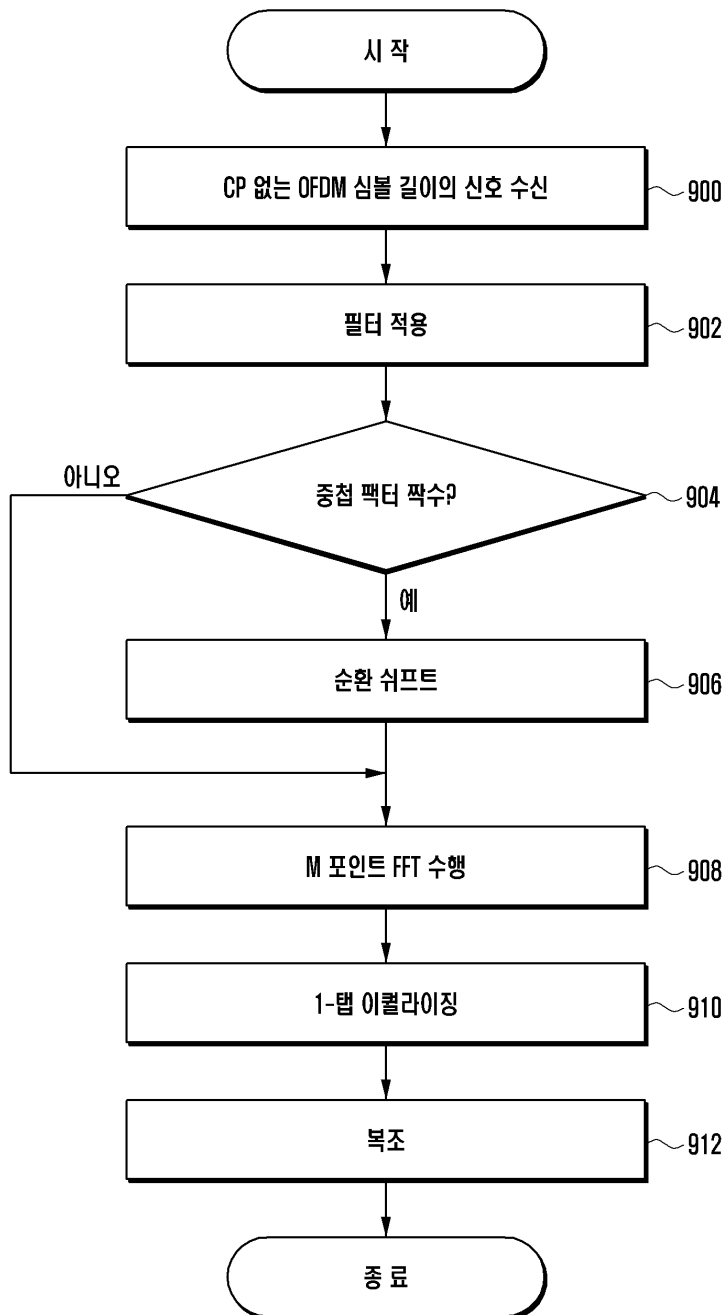 시 작
CP 없는 OFDM 심볼 길이의 신호 수신
900
필터 적용
902
아니오
중첩 팩터 짝수?
904
예
순환 쉬프트
906
M 포인트 FFT 수행
908
1-탭 이퀄라이징
910
복조
912
종 료